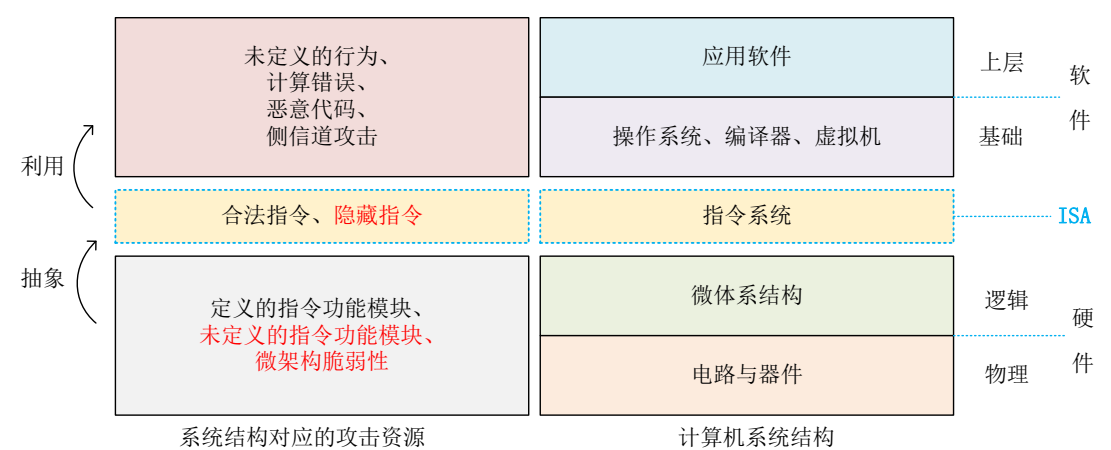 未定义的行为、
计算错误、
恶意代码、
侧信道攻击
应用软件
上层
软
件
操作系统、编译器、虚拟机
基础
利用
合法指令、隐藏指令
指令系统
ISA
抽象
定义的指令功能模块、
未定义的指令功能模块、
微架构脆弱性
微体系结构
逻辑
硬
件
电路与器件
物理
系统结构对应的攻击资源
计算机系统结构